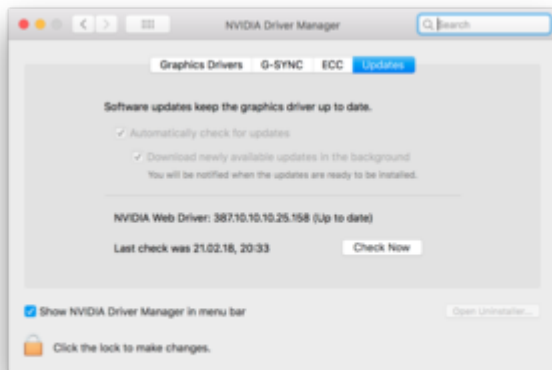 NVIDIA Driver Manager
Search
Graphics Drivers G-SYNC ECC Updates
Software updates keep the graphics driver up to date.
Automatically check for updates
Download newly available updates in the background
You will be notified when the updates are ready to be installed.
NVIDIA Web Driver: 387.10.10.10.25.158 (Up to date)
Last check was 21.02.18, 20:33 Check Now
Show NVIDIA Driver Manager in menu bar Open Uninstaller...
Click the lock to make changes.